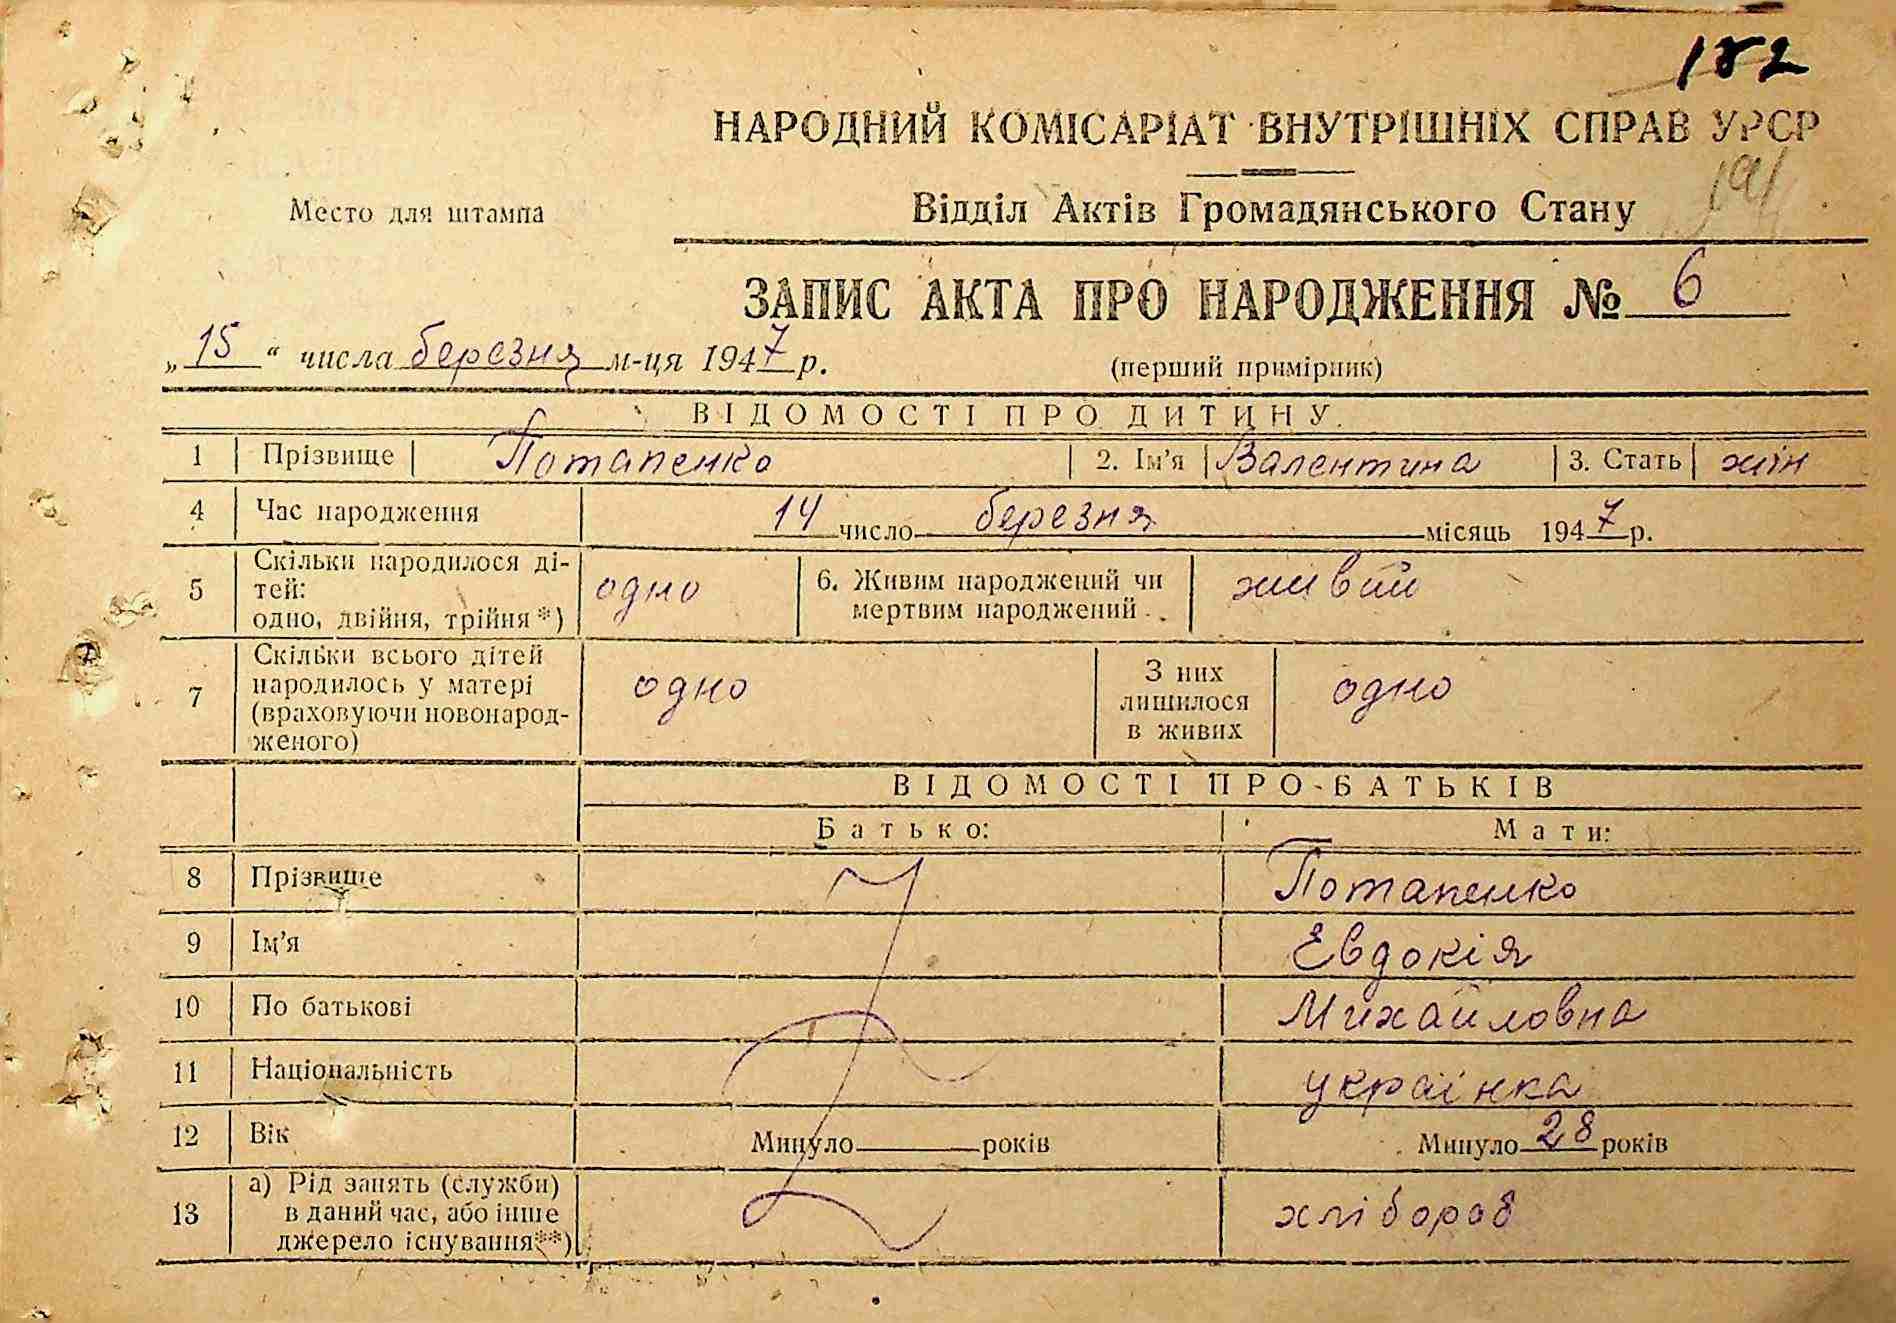 182
НАРОДНИЙ КОМІСАРІАТ ВНУТРІШНІХ СПРАВ УРСР
191
Место для штампа
Відділ Актів Громадянського Стану
ЗАПИС АКТА ПРО НАРОДЖЕННЯ № 6
„15“ числа березня м-ця 1947 р.
(перший примірник)
ВІДОМОСТІ ПРО ДИТИНУ.
1 Прізвище Потапенко 2. Ім’я Валентина 3. Стать жін
4 Час народження 14 число березня місяць 1947 р.
5 Скільки народилося ді-
тей:
одно, двійня, трійня*) одно
6. Живим народжений чи
мертвим народжений. живий
7 Скільки всього дітей
народилось у матері
(враховуючи новонарод-
женого) одно
З них
лишилося
в живих одно
ВІДОМОСТІ ПРО БАТЬКІВ
Батько: Мати:
8 Прізвище Потапенко
9 Ім’я Евдокія
10 По батькові Михайловна
11 Національність українка
12 Вік Минуло років Минуло 28 років
13 а) Рід занять (служби)
в даний час, або інше
джерело існування**) хлібороб